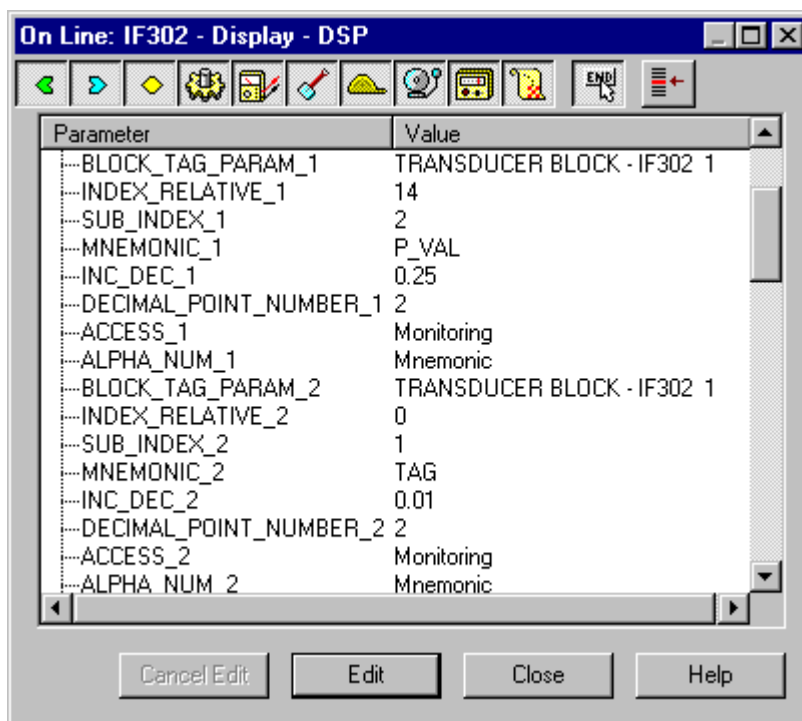 On Line: IF302 - Display - DSP
END
Parameter Value
BLOCK_TAG_PARAM_1 TRANSDUCER BLOCK - IF302 1
INDEX_RELATIVE_1 14
SUB_INDEX_1 2
MNEMONIC_1 P_VAL
INC_DEC_1 0.25
DECIMAL_POINT_NUMBER_1 2
ACCESS_1 Monitoring
ALPHA_NUM_1 Mnemonic
BLOCK_TAG_PARAM_2 TRANSDUCER BLOCK - IF302 1
INDEX_RELATIVE_2 0
SUB_INDEX_2 1
MNEMONIC_2 TAG
INC_DEC_2 0.01
DECIMAL_POINT_NUMBER_2 2
ACCESS_2 Monitoring
ALPHA_NUM_2 Mnemonic
Cancel Edit Edit Close Help